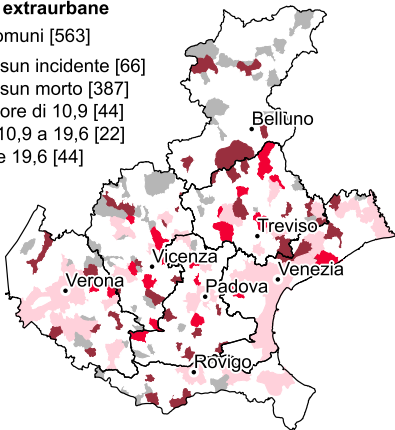 extraurbane
omuni [563]
sun incidente [66]
sun morto [387]
ore di 10,9 [44]
10,9 a 19,6 [22]
e 19,6 [44]
Belluno
Treviso
Vicenza
Venezia
Verona
Padova
Rovigo